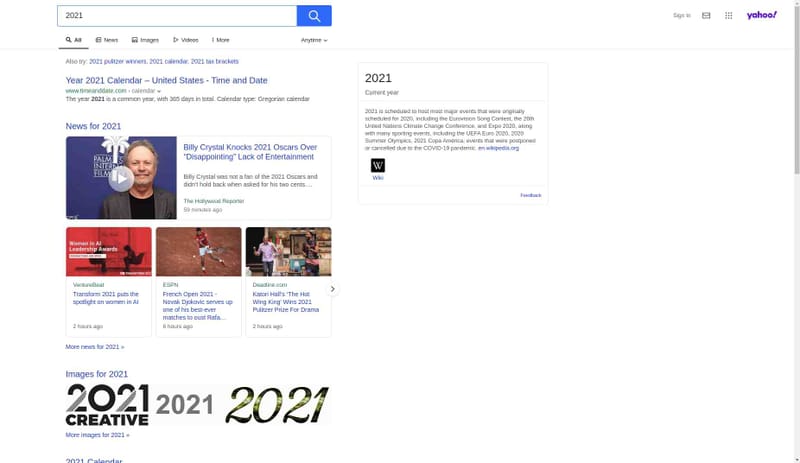 2021
Sign in
yahoo!
All
News
Images
Videos
More
Anytime
Also try: 2021 pulitzer winners, 2021 calendar, 2021 tax brackets
Year 2021 Calendar – United States - Time and Date
www.timeanddate.com › calendar
The year 2021 is a common year, with 365 days in total. Calendar type: Gregorian calendar
News for 2021
PALM
INTERN
FILM
Billy Crystal Knocks 2021 Oscars Over
“Disappointing” Lack of Entertainment
Billy Crystal was not a fan of the 2021 Oscars and
didn't hold back when asked for his two cents. ...
The Hollywood Reporter
59 minutes ago
Women in AI
Leadership Awards
VentureBeat
Transform 2021 puts the
spotlight on women in AI
2 hours ago
ESPN
French Open 2021 -
Novak Djokovic serves up
one of his best-ever
matches to oust Rafa...
6 hours ago
Deadline.com
Katori Hall's 'The Hot
Wing King' Wins 2021
Pulitzer Prize For Drama
2 hours ago
More news for 2021 »
Images for 2021
2021
CREATIVE
2021
2021
More images for 2021 »
2021 Calendar
2021
Current year
2021 is scheduled to host most major events that were originally
scheduled for 2020, including the Eurovision Song Contest, the 26th
United Nations Climate Change Conference, and Expo 2020, along
with many sporting events, including the UEFA Euro 2020, 2020
Summer Olympics, 2021 Copa América, events that were postponed
or cancelled due to the COVID-19 pandemic. en.wikipedia.org
W
Wiki
Feedback